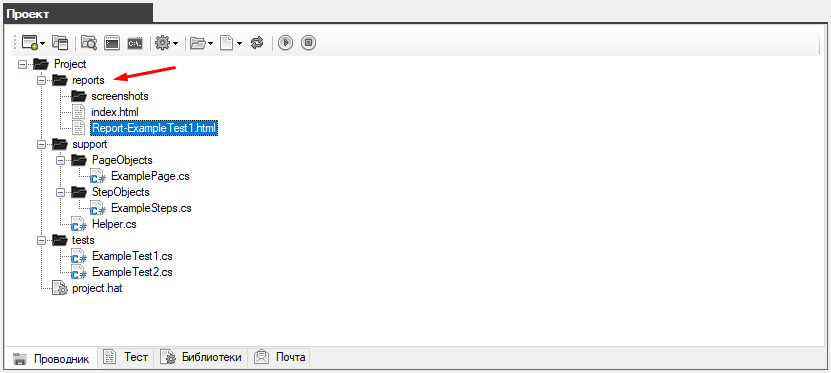 Проект
Project
reports
screenshots
index.html
Report-ExampleTest1.html
support
PageObjects
ExamplePage.cs
StepObjects
ExampleSteps.cs
Helper.cs
tests
ExampleTest1.cs
ExampleTest2.cs
project.hat
Проводник Тест Библиотеки Почта